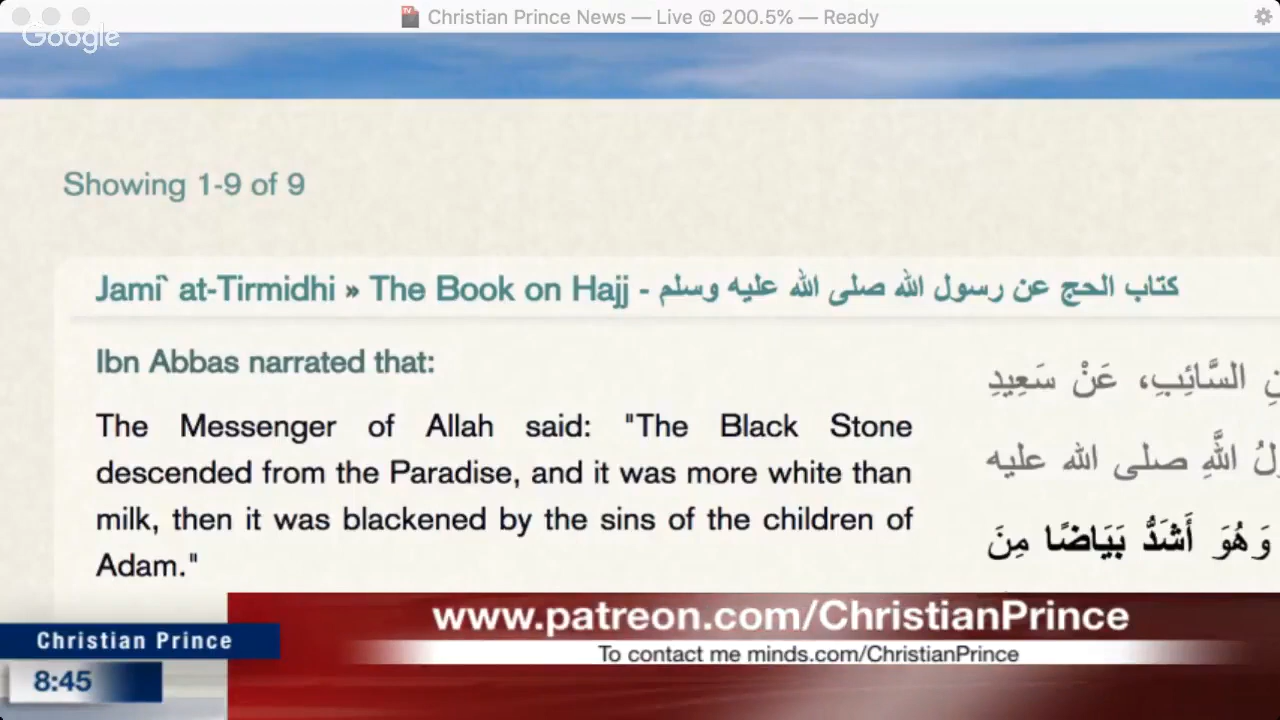 Christian Prince News — Live @ 200.5% — Ready
Google
Showing 1-9 of 9
Jami` at-Tirmidhi » The Book on Hajj - كتاب الحج عن رسول الله صلى الله عليه وسلم
Ibn Abbas narrated that:
The Messenger of Allah said: "The Black Stone
descended from the Paradise, and it was more white than
milk, then it was blackened by the sins of the children of
Adam."
السَّائِبِ، عَنْ سَعِيدِ
اللَّهِ صلى الله عليه
وَهُوَ أَشَدُّ بَيَاضًا مِنَ
www.patreon.com/ChristianPrince
To contact me minds.com/ChristianPrince
Christian Prince
8:45